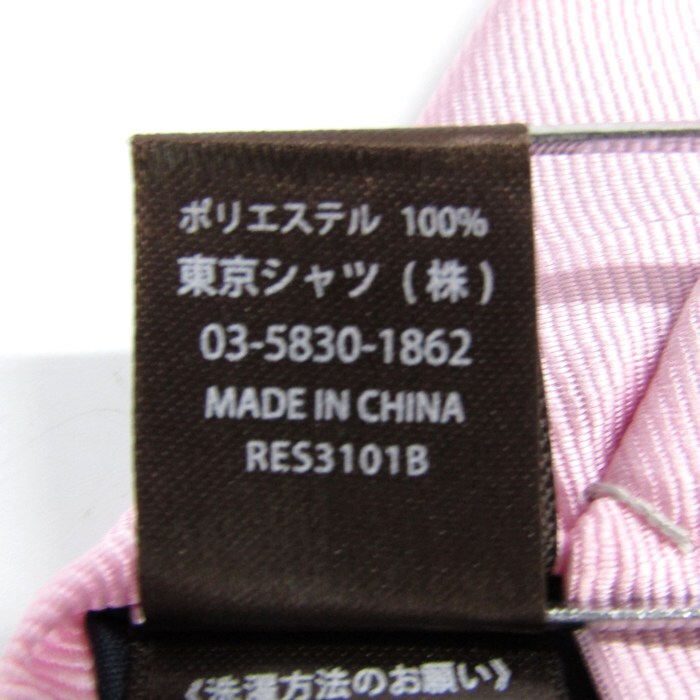 ポリエステル 100%
東京シャツ (株)
03-5830-1862
MADE IN CHINA
RES3101B
《洗濯方法のお願い》